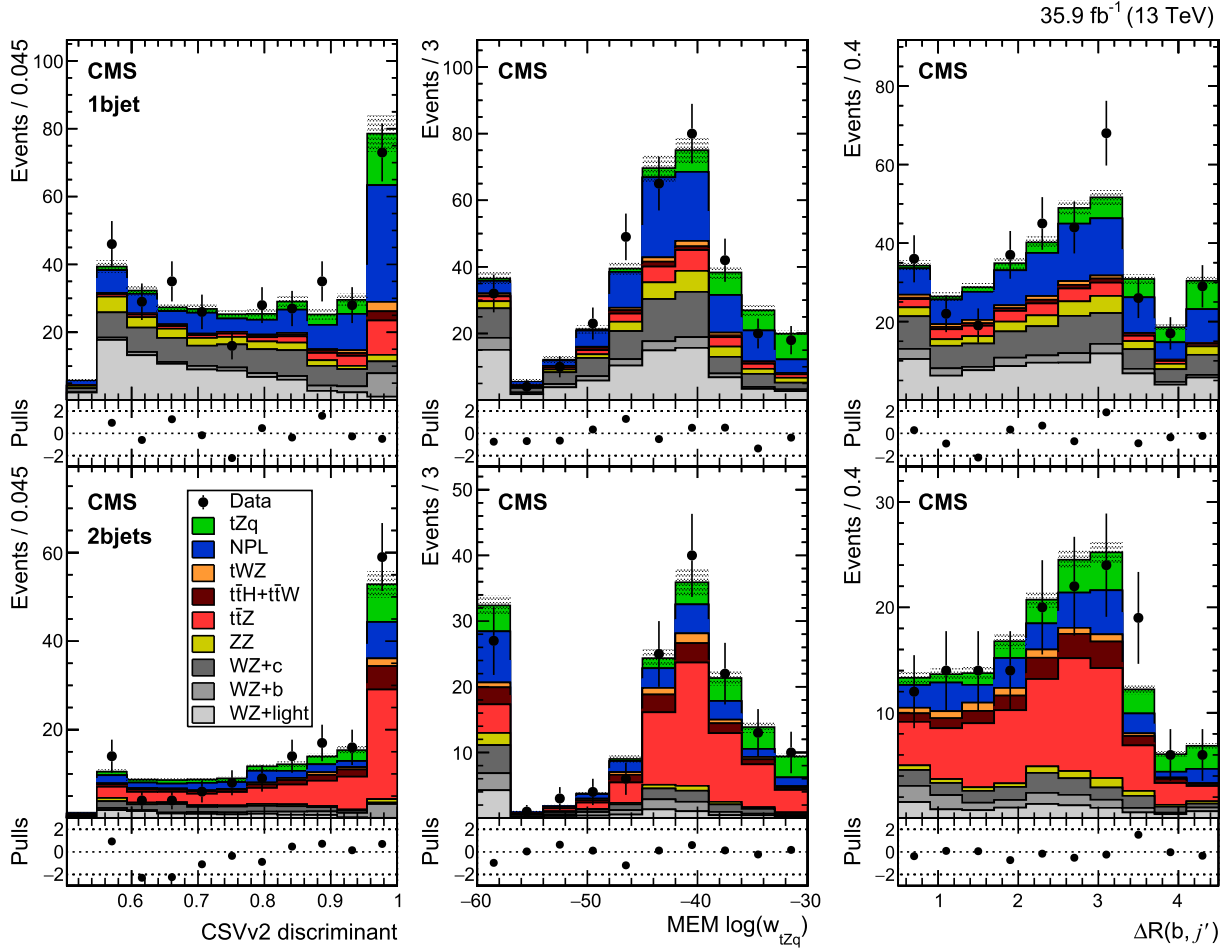 35.9 fb⁻¹ (13 TeV)
Events / 0.045
100
80
60
40
20
CMS
1bjet
Pulls
2
0
−2
Events / 3
100
80
60
40
20
CMS
Pulls
2
0
−2
Events / 0.4
80
60
40
20
CMS
Pulls
2
0
−2
Events / 0.045
60
40
20
CMS
2bjets
Data
tZq
NPL
tWZ
tt̄H+tt̄W
tt̄Z
ZZ
WZ+c
WZ+b
WZ+light
Pulls
2
0
−2
0.6 0.7 0.8 0.9 1
CSVv2 discriminant
Events / 3
50
40
30
20
10
CMS
Pulls
2
0
−2
−60 −50 −40 −30
MEM log(w_tZq)
Events / 0.4
30
20
10
CMS
Pulls
2
0
−2
1 2 3 4
ΔR(b, j′)